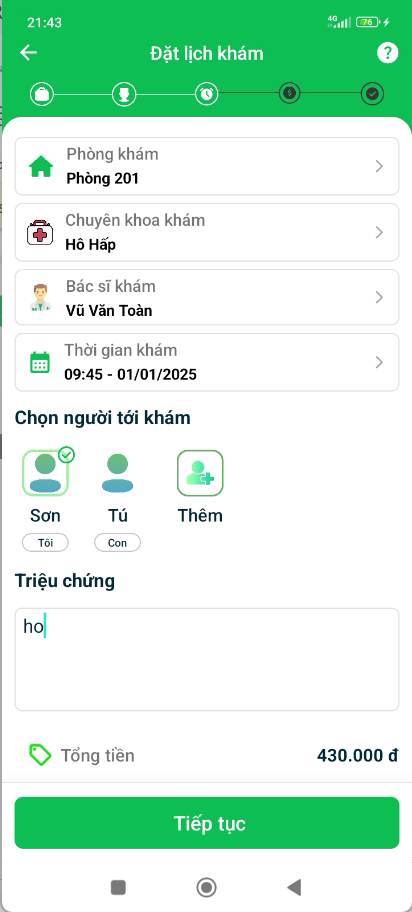 21:43
4G 76
Đặt lịch khám
?
Phòng khám
Phòng 201
Chuyên khoa khám
Hô Hấp
Bác sĩ khám
Vũ Văn Toàn
Thời gian khám
09:45 - 01/01/2025
Chọn người tới khám
Sơn Tú Thêm
Tôi Con
Triệu chứng
ho
Tổng tiền 430.000 đ
Tiếp tục